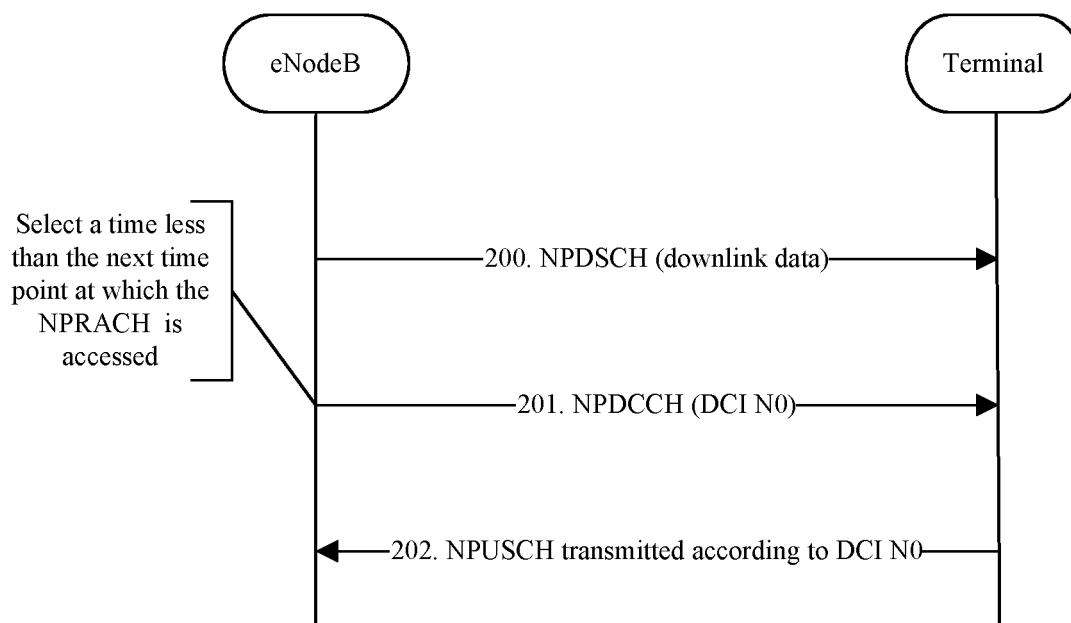 eNodeB
Terminal
Select a time less
than the next time
point at which the
NPRACH is
accessed
200. NPDSCH (downlink data)
201. NPDCCH (DCI N0)
202. NPUSCH transmitted according to DCI N0